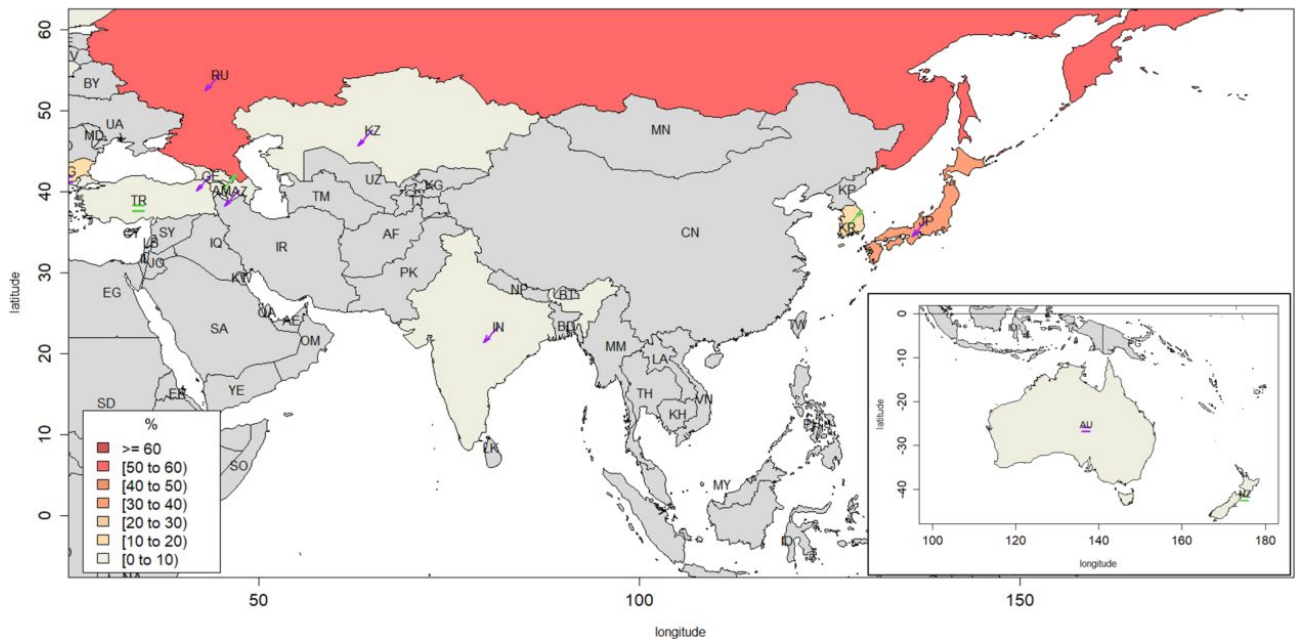 60
50
40
30
20
10
0
latitude
50
100
150
longitude
RU
BY
UA
MD
KZ
MN
GE
AM
AZ
UZ
KG
TM
TJ
TR
KP
KR
JP
CN
CY
LB
SY
IQ
IR
AF
JO
KW
PK
NP
BT
EG
SA
QA
AE
OM
IN
BD
MM
TW
LA
YE
ER
SD
TH
VN
KH
LK
SO
MY
ID
%
>= 60
[50 to 60)
[40 to 50)
[30 to 40)
[20 to 30)
[10 to 20)
[0 to 10)
0
-10
-20
-30
-40
latitude
ID
PG
AU
NZ
100
120
140
160
180
longitude